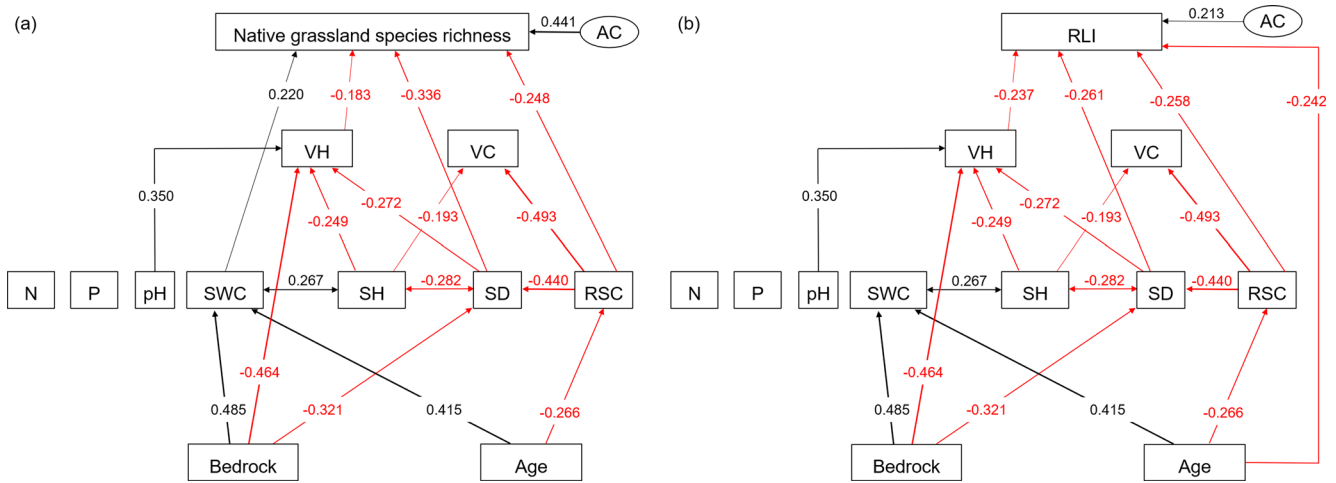 (a)
0.441
AC
Native grassland species richness
0.220
-0.183
-0.336
-0.248
VH
VC
0.350
-0.249
-0.272
-0.193
-0.493
N
P
pH
SWC
0.267
SH
-0.282
SD
-0.440
RSC
-0.464
0.485
-0.321
0.415
-0.266
Bedrock
Age
(b)
0.213
AC
RLI
-0.237
-0.261
-0.258
-0.242
VH
VC
0.350
-0.249
-0.272
-0.193
-0.493
N
P
pH
SWC
0.267
SH
-0.282
SD
-0.440
RSC
-0.464
0.485
-0.321
0.415
-0.266
Bedrock
Age